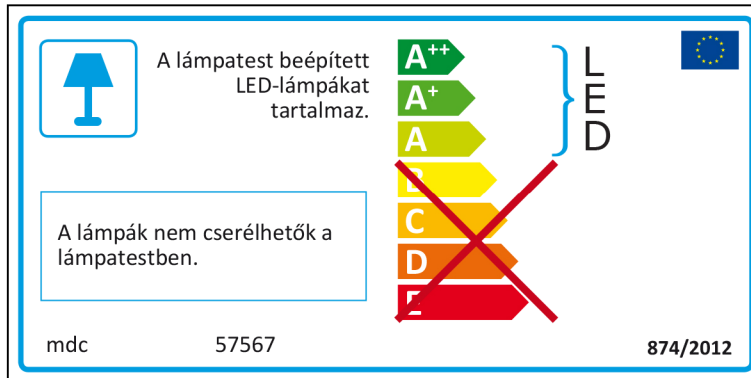 A lámpatest beépített
LED-lámpákat
tartalmaz.
A++
A+
A
B
C
D
E
L
E
D
A lámpák nem cserélhetők a
lámpatestben.
mdc 57567
874/2012